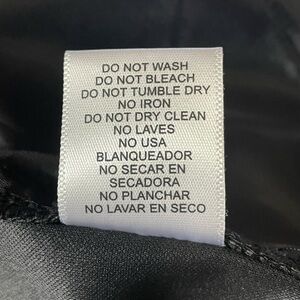 DO NOT WASH
DO NOT BLEACH
DO NOT TUMBLE DRY
NO IRON
DO NOT DRY CLEAN
NO LAVES
NO USA
BLANQUEADOR
NO SECAR EN
SECADORA
NO PLANCHAR
NO LAVAR EN SECO